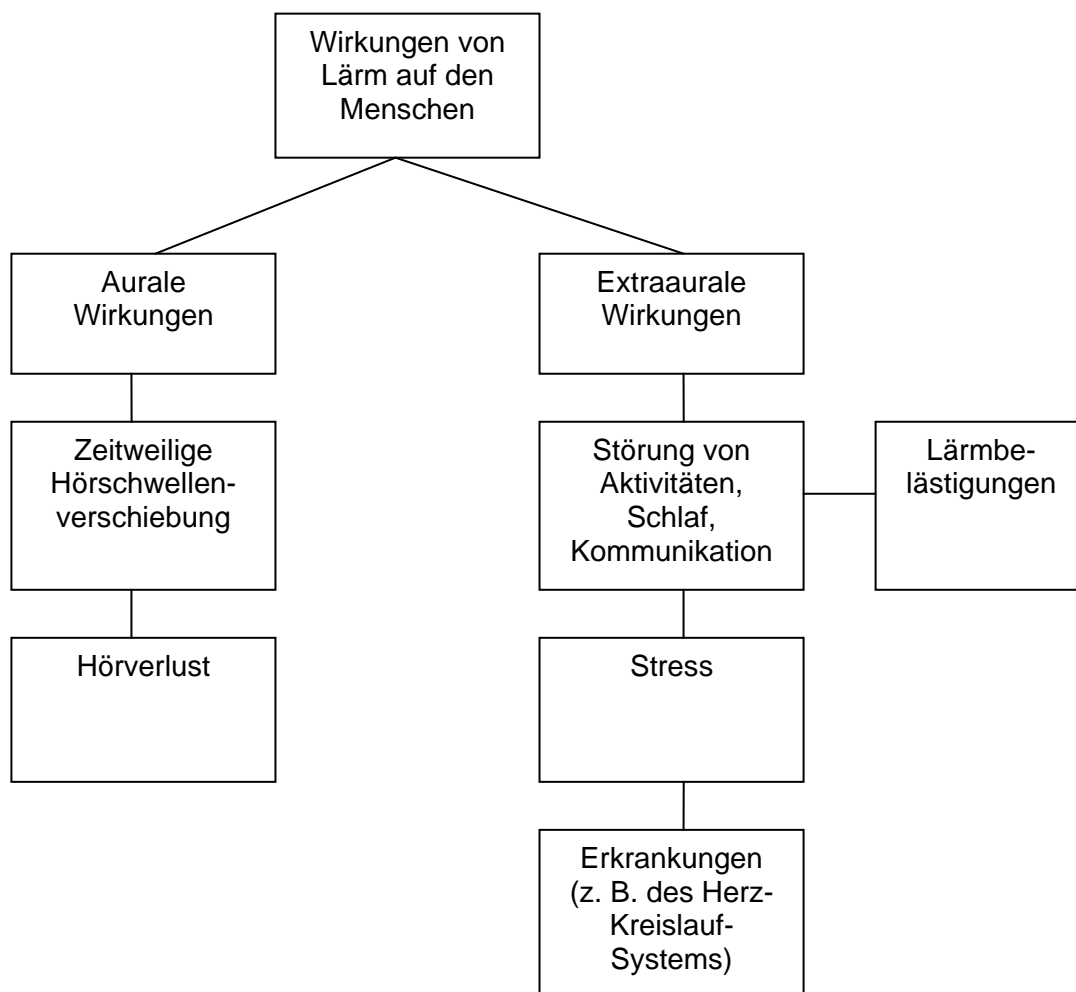 Wirkungen von
Lärm auf den
Menschen
Aurale
Wirkungen
Extraaurale
Wirkungen
Zeitweilige
Hörschwellen-
verschiebung
Störung von
Aktivitäten,
Schlaf,
Kommunikation
Lärmbe-
lästigungen
Hörverlust
Stress
Erkrankungen
(z. B. des Herz-
Kreislauf-
Systems)